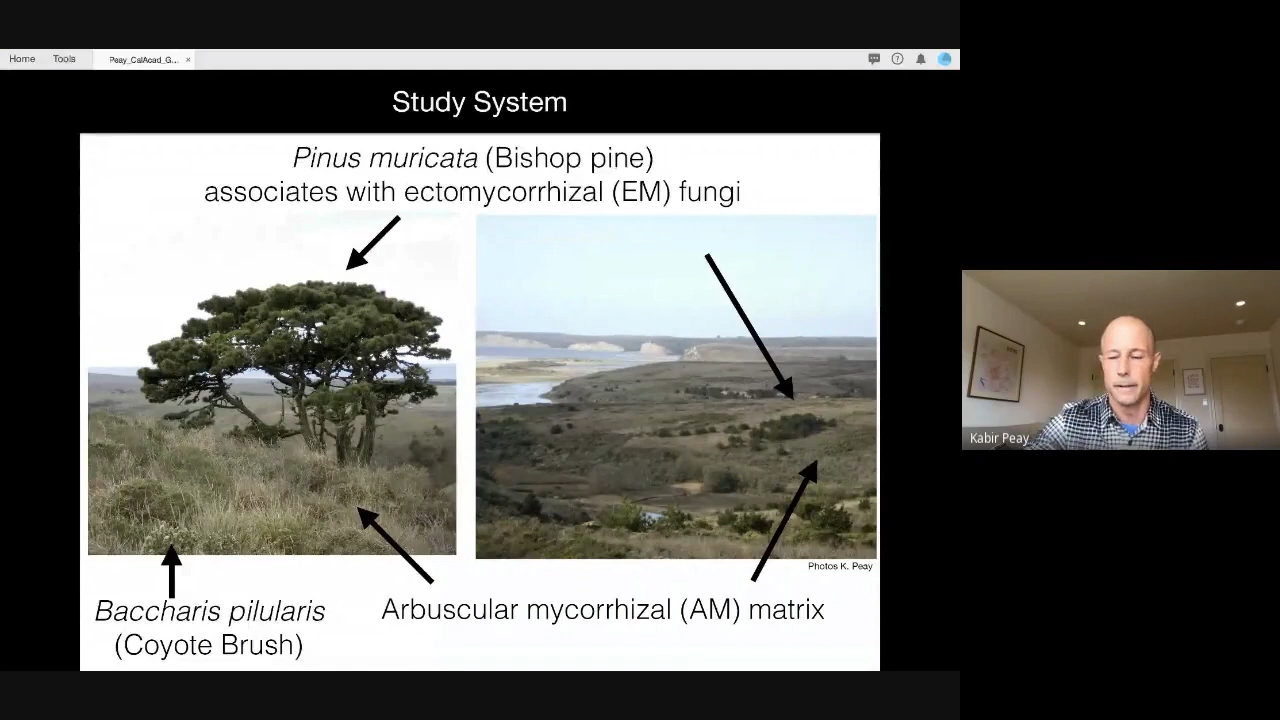 Home Tools Peay_CalAcad_G... ×
Study System
Pinus muricata (Bishop pine)
associates with ectomycorrhizal (EM) fungi
Photos K. Peay
Baccharis pilularis
(Coyote Brush)
Arbuscular mycorrhizal (AM) matrix
Kabir Peay